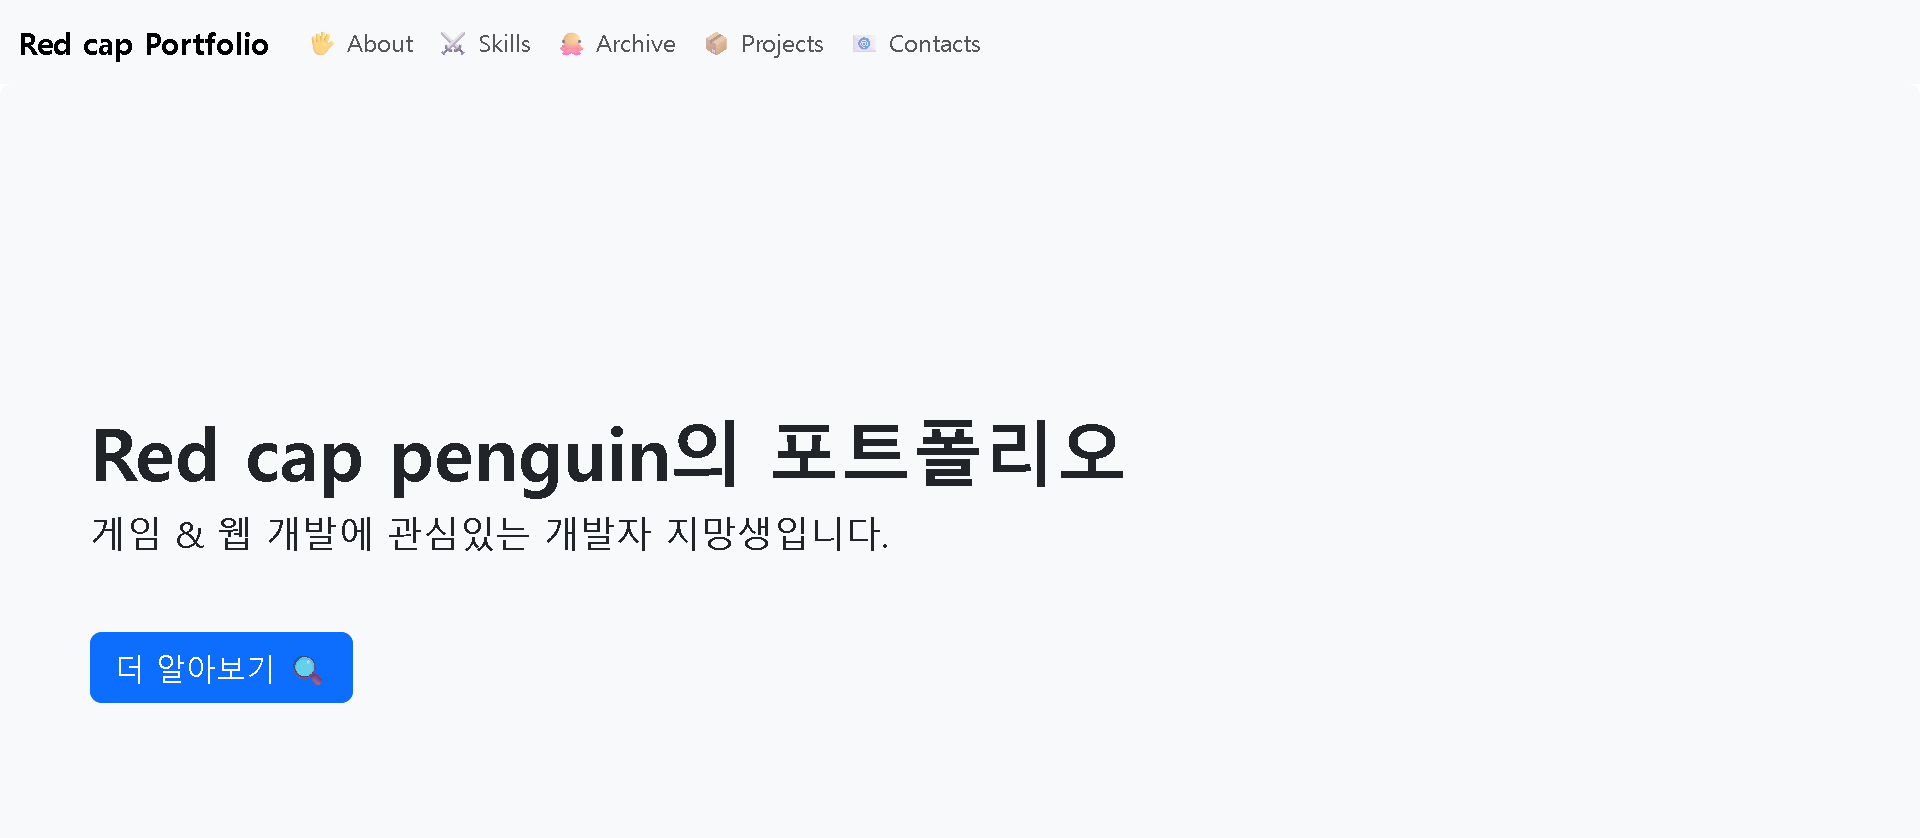 Red cap Portfolio 🖐 About ⚔ Skills 🐙 Archive 📦 Projects 📧 Contacts
Red cap penguin의 포트폴리오
게임 & 웹 개발에 관심있는 개발자 지망생입니다.
더 알아보기 🔍